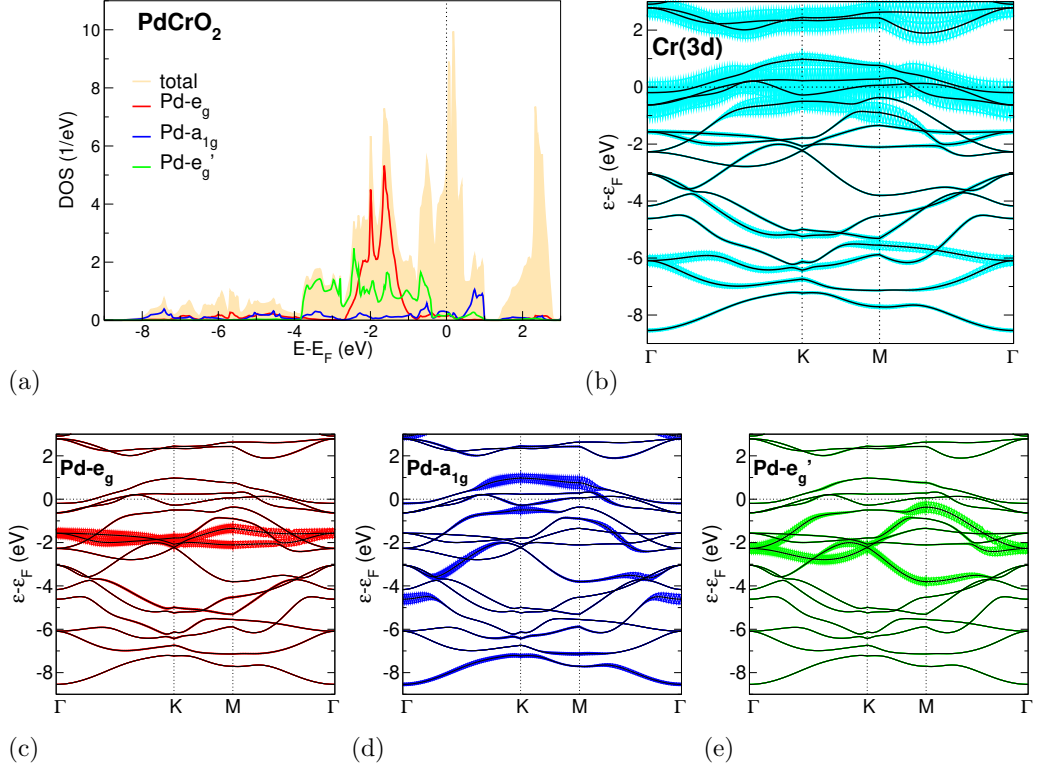 PdCrO2
total
Pd-eg
Pd-a1g
Pd-eg'
DOS (1/eV)
10
8
6
4
2
0
-8 -6 -4 -2 0 2
E-EF (eV)
(a)
Cr(3d)
ε-εF (eV)
2
0
-2
-4
-6
-8
Γ K M Γ
(b)
Pd-eg
ε-εF (eV)
2
0
-2
-4
-6
-8
Γ K M Γ
(c)
Pd-a1g
ε-εF (eV)
2
0
-2
-4
-6
-8
Γ K M Γ
(d)
Pd-eg'
ε-εF (eV)
2
0
-2
-4
-6
-8
Γ K M Γ
(e)